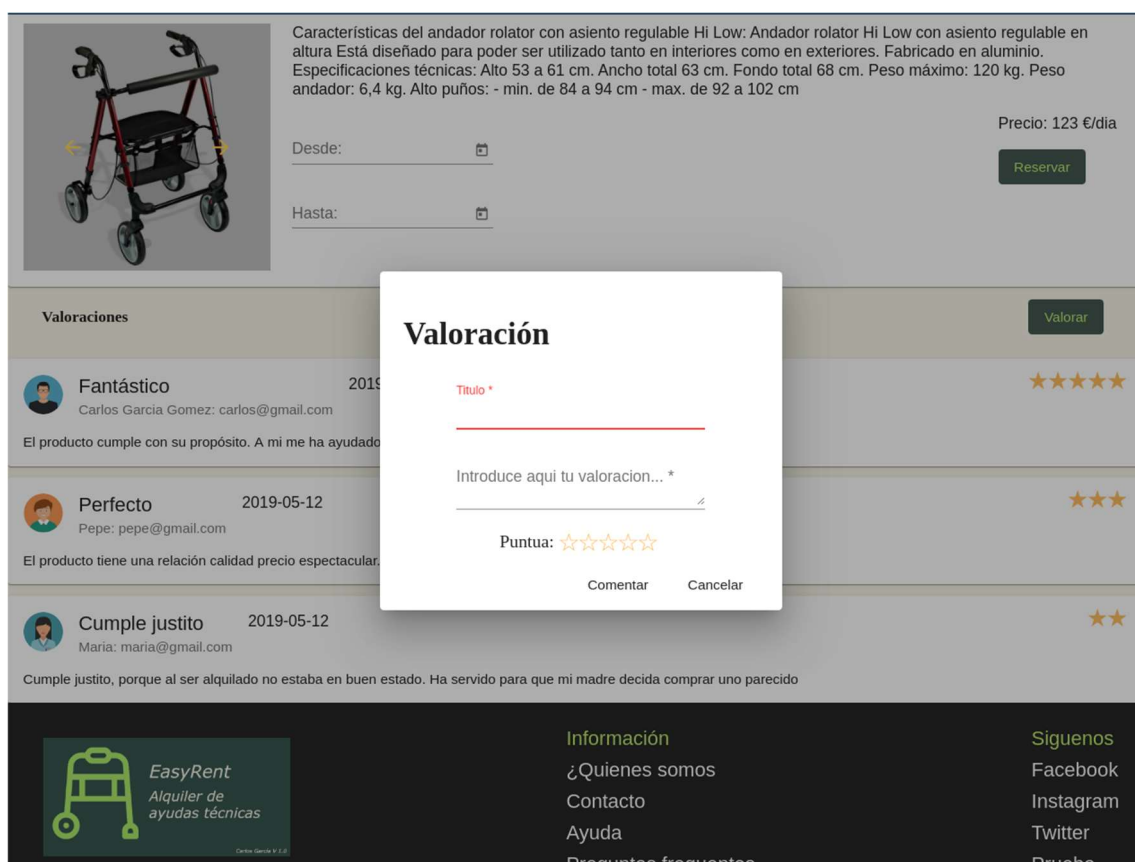 Características del andador rolator con asiento regulable Hi Low: Andador rolator Hi Low con asiento regulable en
altura Está diseñado para poder ser utilizado tanto en interiores como en exteriores. Fabricado en aluminio.
Especificaciones técnicas: Alto 53 a 61 cm. Ancho total 63 cm. Fondo total 68 cm. Peso máximo: 120 kg. Peso
andador: 6,4 kg. Alto puños: - min. de 84 a 94 cm - max. de 92 a 102 cm
Precio: 123 €/dia
Desde:
Reservar
Hasta:
Valoraciones
Valorar
Valoración
Titulo *
Introduce aqui tu valoracion... *
Puntua:
Comentar Cancelar
Fantástico 2019
Carlos Garcia Gomez: carlos@gmail.com
El producto cumple con su propósito. A mi me ha ayudado
Perfecto 2019-05-12
Pepe: pepe@gmail.com
El producto tiene una relación calidad precio espectacular.
Cumple justito 2019-05-12
Maria: maria@gmail.com
Cumple justito, porque al ser alquilado no estaba en buen estado. Ha servido para que mi madre decida comprar uno parecido
EasyRent
Alquiler de
ayudas técnicas
Carlos García V 1.0
Información
¿Quienes somos
Contacto
Ayuda
Preguntas frequentes
Siguenos
Facebook
Instagram
Twitter
Prueba